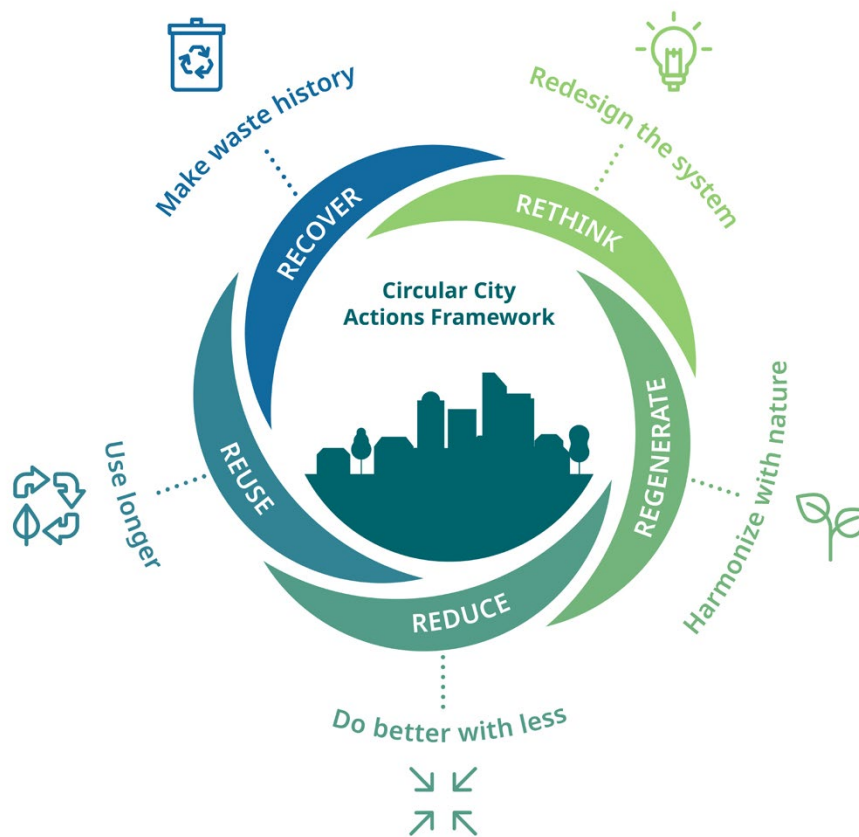 Circular City
Actions Framework
RETHINK
Redesign the system
REGENERATE
Harmonize with nature
REDUCE
Do better with less
REUSE
Use longer
RECOVER
Make waste history